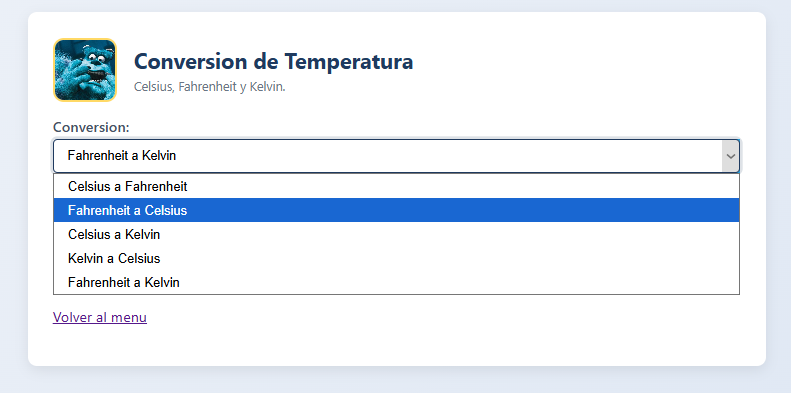 Conversion de Temperatura
Celsius, Fahrenheit y Kelvin.
Conversion:
Fahrenheit a Kelvin
Celsius a Fahrenheit
Fahrenheit a Celsius
Celsius a Kelvin
Kelvin a Celsius
Fahrenheit a Kelvin
Volver al menu